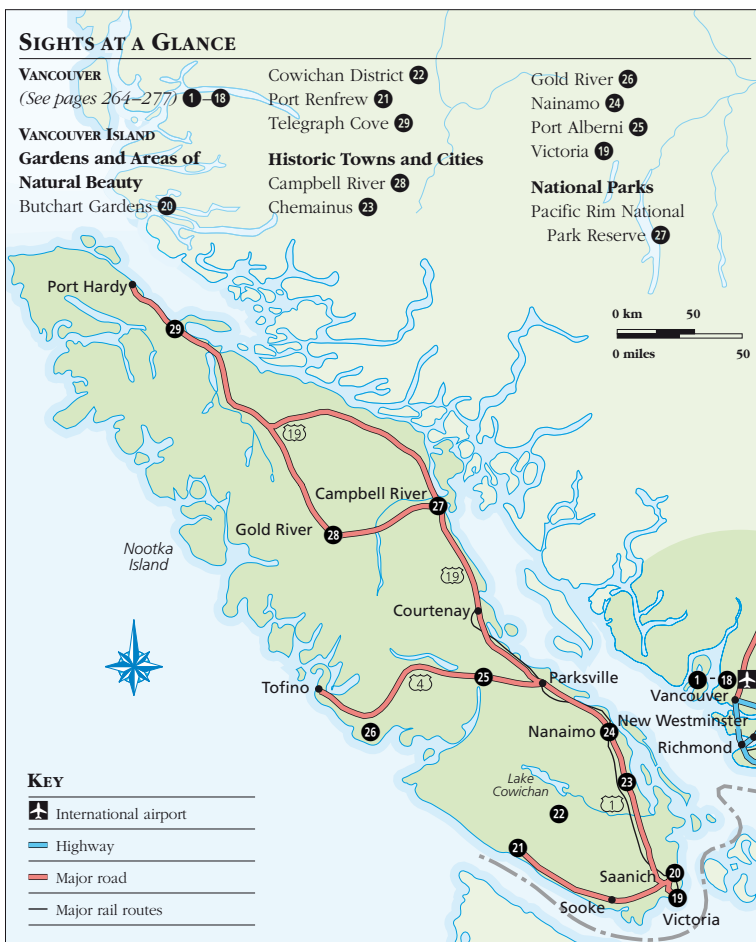 SIGHTS AT A GLANCE
VANCOUVER
(See pages 264–277) 1–18
VANCOUVER ISLAND
Gardens and Areas of
Natural Beauty
Butchart Gardens 20
Cowichan District 22
Port Renfrew 21
Telegraph Cove 29
Historic Towns and Cities
Campbell River 28
Chemainus 23
Gold River 26
Nainamo 24
Port Alberni 25
Victoria 19
National Parks
Pacific Rim National
Park Reserve 27
Port Hardy
29
0 km 50
0 miles 50
19
Campbell River
27
Gold River
28
Nootka
Island
19
Courtenay
Tofino
4
25
Parksville
26
1 - 18
Vancouver
New Westminster
Nanaimo 24
Richmond
Lake
Cowichan
23
1
22
21
Saanich 20
19
Sooke
Victoria
KEY
International airport
Highway
Major road
Major rail routes